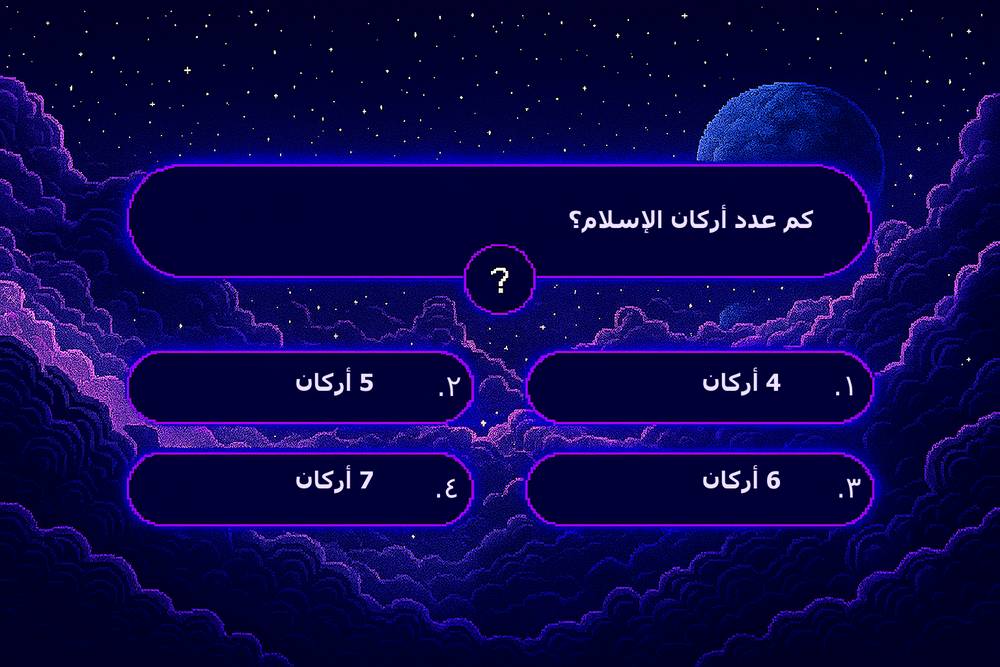 كم عدد أركان الإسلام؟
?
١. 4 أركان
٢. 5 أركان
٣. 6 أركان
٤. 7 أركان